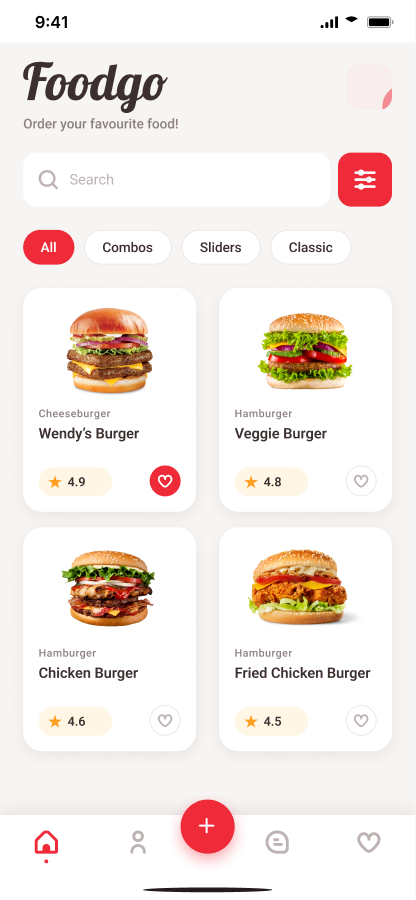 9:41
Foodgo
Order your favourite food!
Search
All
Combos
Sliders
Classic
Cheeseburger
Wendy’s Burger
4.9
Hamburger
Veggie Burger
4.8
Hamburger
Chicken Burger
4.6
Hamburger
Fried Chicken Burger
4.5